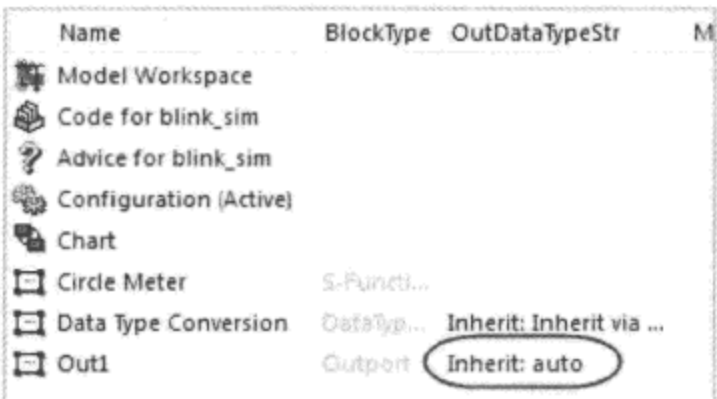 Name BlockType OutDataTypeStr M
Model Workspace
Code for blink_sim
Advice for blink_sim
Configuration (Active)
Chart
Circle Meter S-Functi...
Data Type Conversion DataTyp... Inherit: Inherit via ...
Out1 Outport Inherit: auto